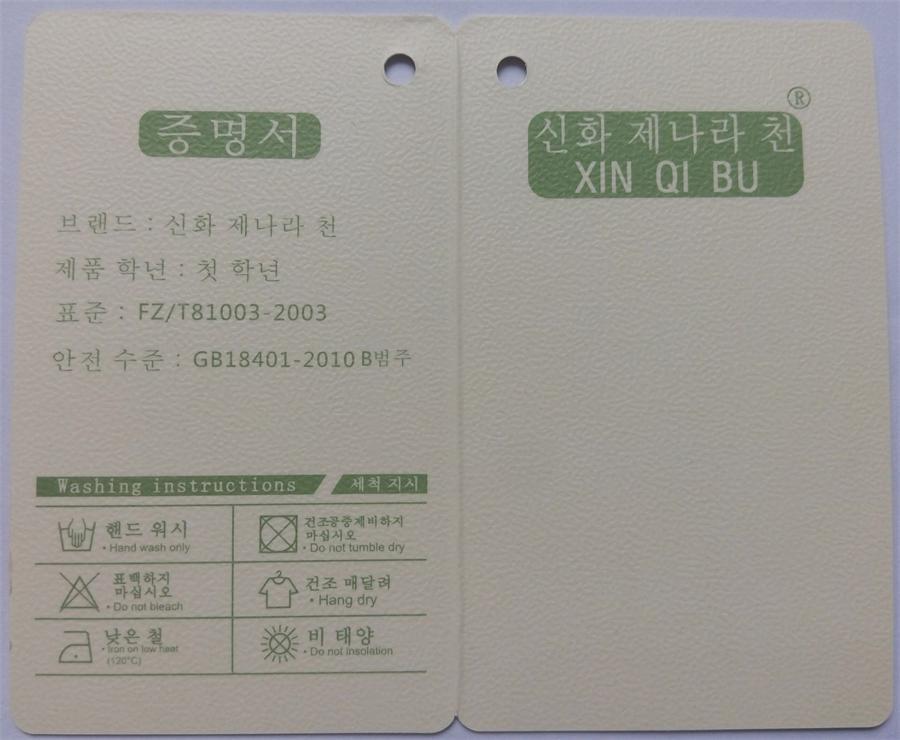 증명서
브랜드 : 신화 제나라 천
제품 학년 : 첫 학년
표준 : FZ/T81003-2003
안전 수준 : GB18401-2010 B범주
Washing instructions 세척 지시
핸드 워시
• Hand wash only
건조공중제비하지
마십시오
• Do not tumble dry
표백하지
마십시오
• Do not bleach
건조 매달려
• Hang dry
낮은 철
• Iron on low heat
(120°C)
비 태양
• Do not insolation
®
신화 제나라 천
XIN QI BU